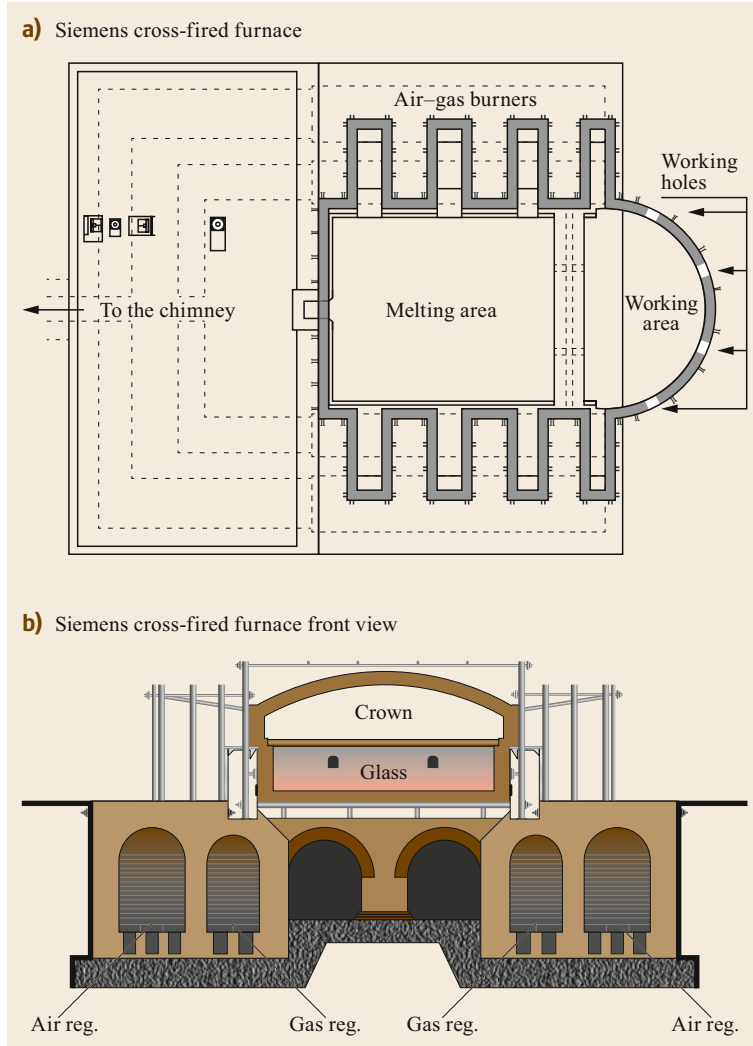 a) Siemens cross-fired furnace
Air–gas burners
Working
holes
To the chimney
Melting area
Working
area
b) Siemens cross-fired furnace front view
Crown
Glass
Air reg.
Gas reg.
Gas reg.
Air reg.